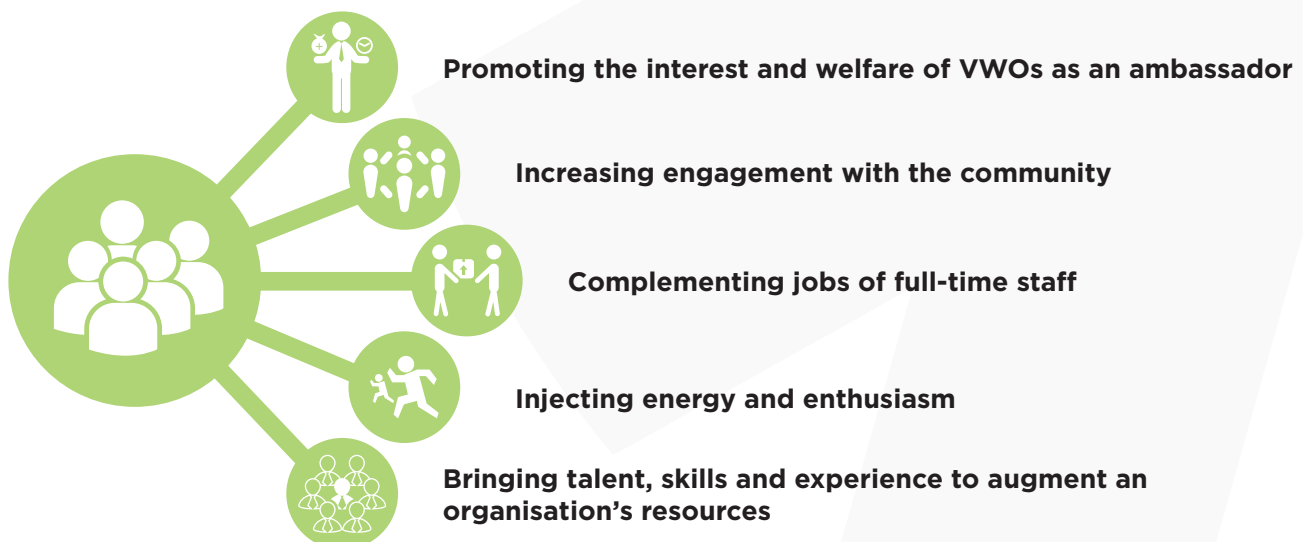 Promoting the interest and welfare of VWOs as an ambassador
Increasing engagement with the community
Complementing jobs of full-time staff
Injecting energy and enthusiasm
Bringing talent, skills and experience to augment an
organisation’s resources